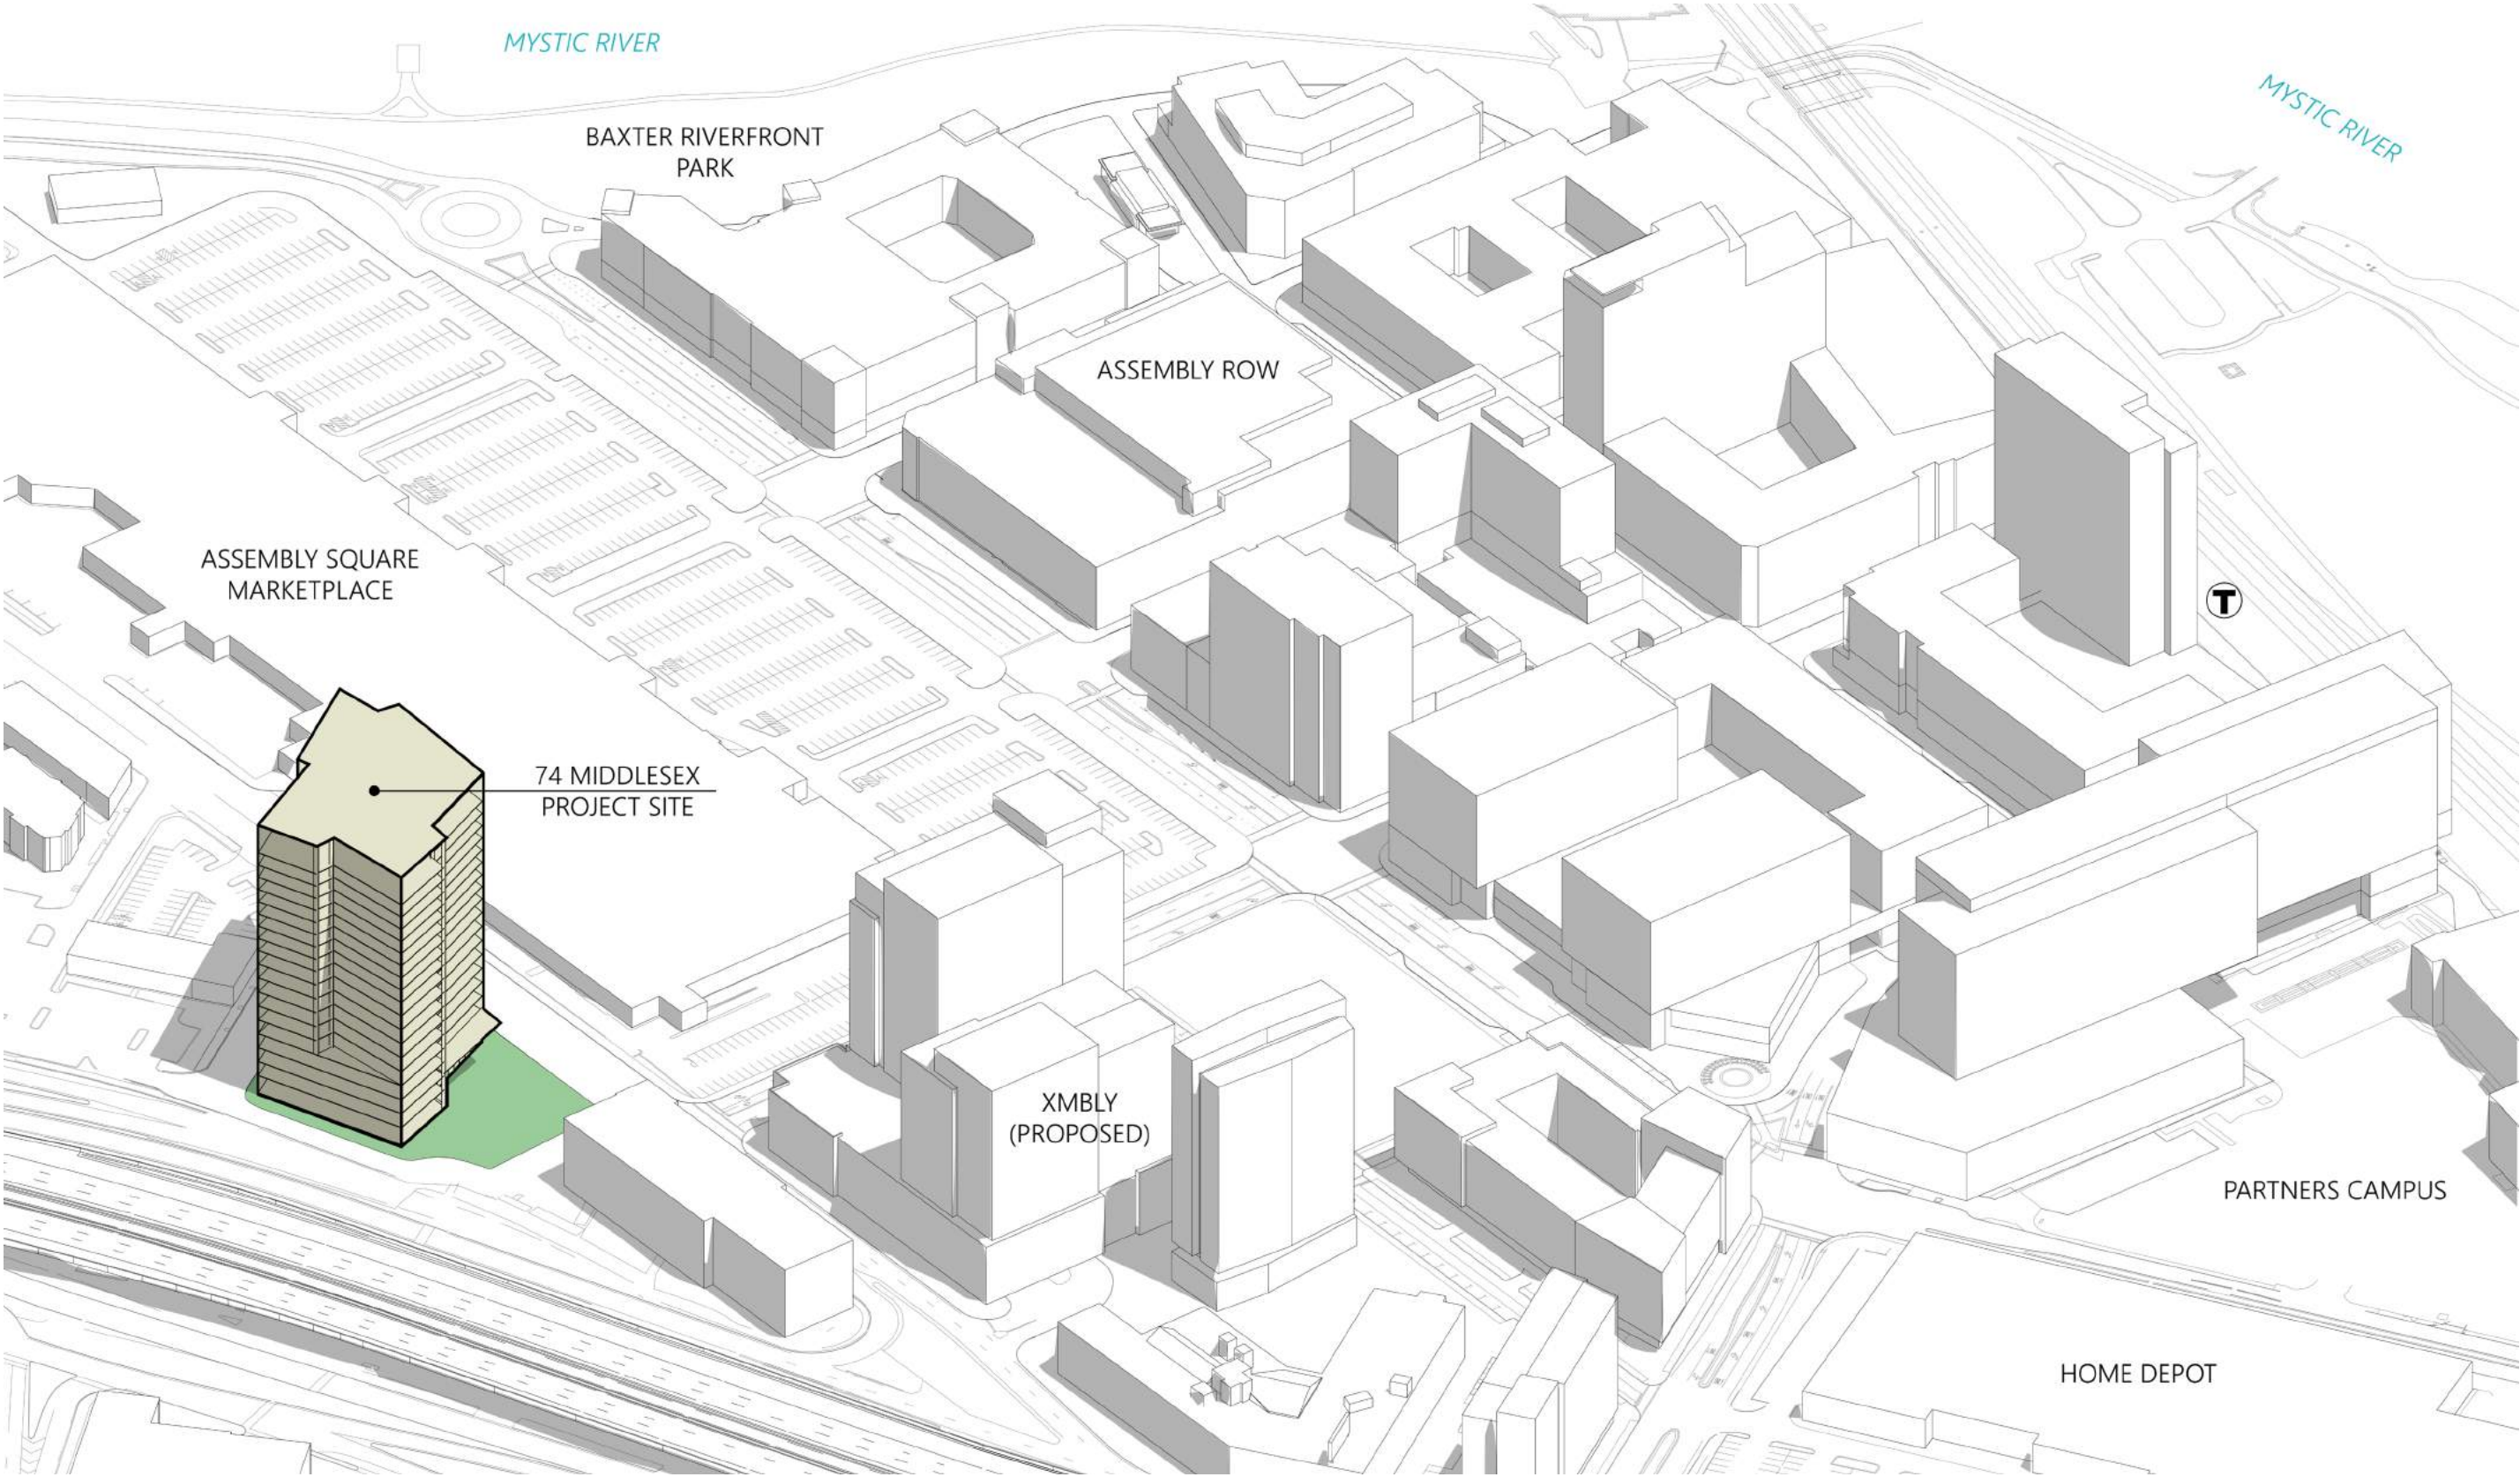 MYSTIC RIVER
MYSTIC RIVER
BAXTER RIVERFRONT
PARK
ASSEMBLY ROW
ASSEMBLY SQUARE
MARKETPLACE
T
74 MIDDLESEX
PROJECT SITE
XMBLY
(PROPOSED)
PARTNERS CAMPUS
HOME DEPOT